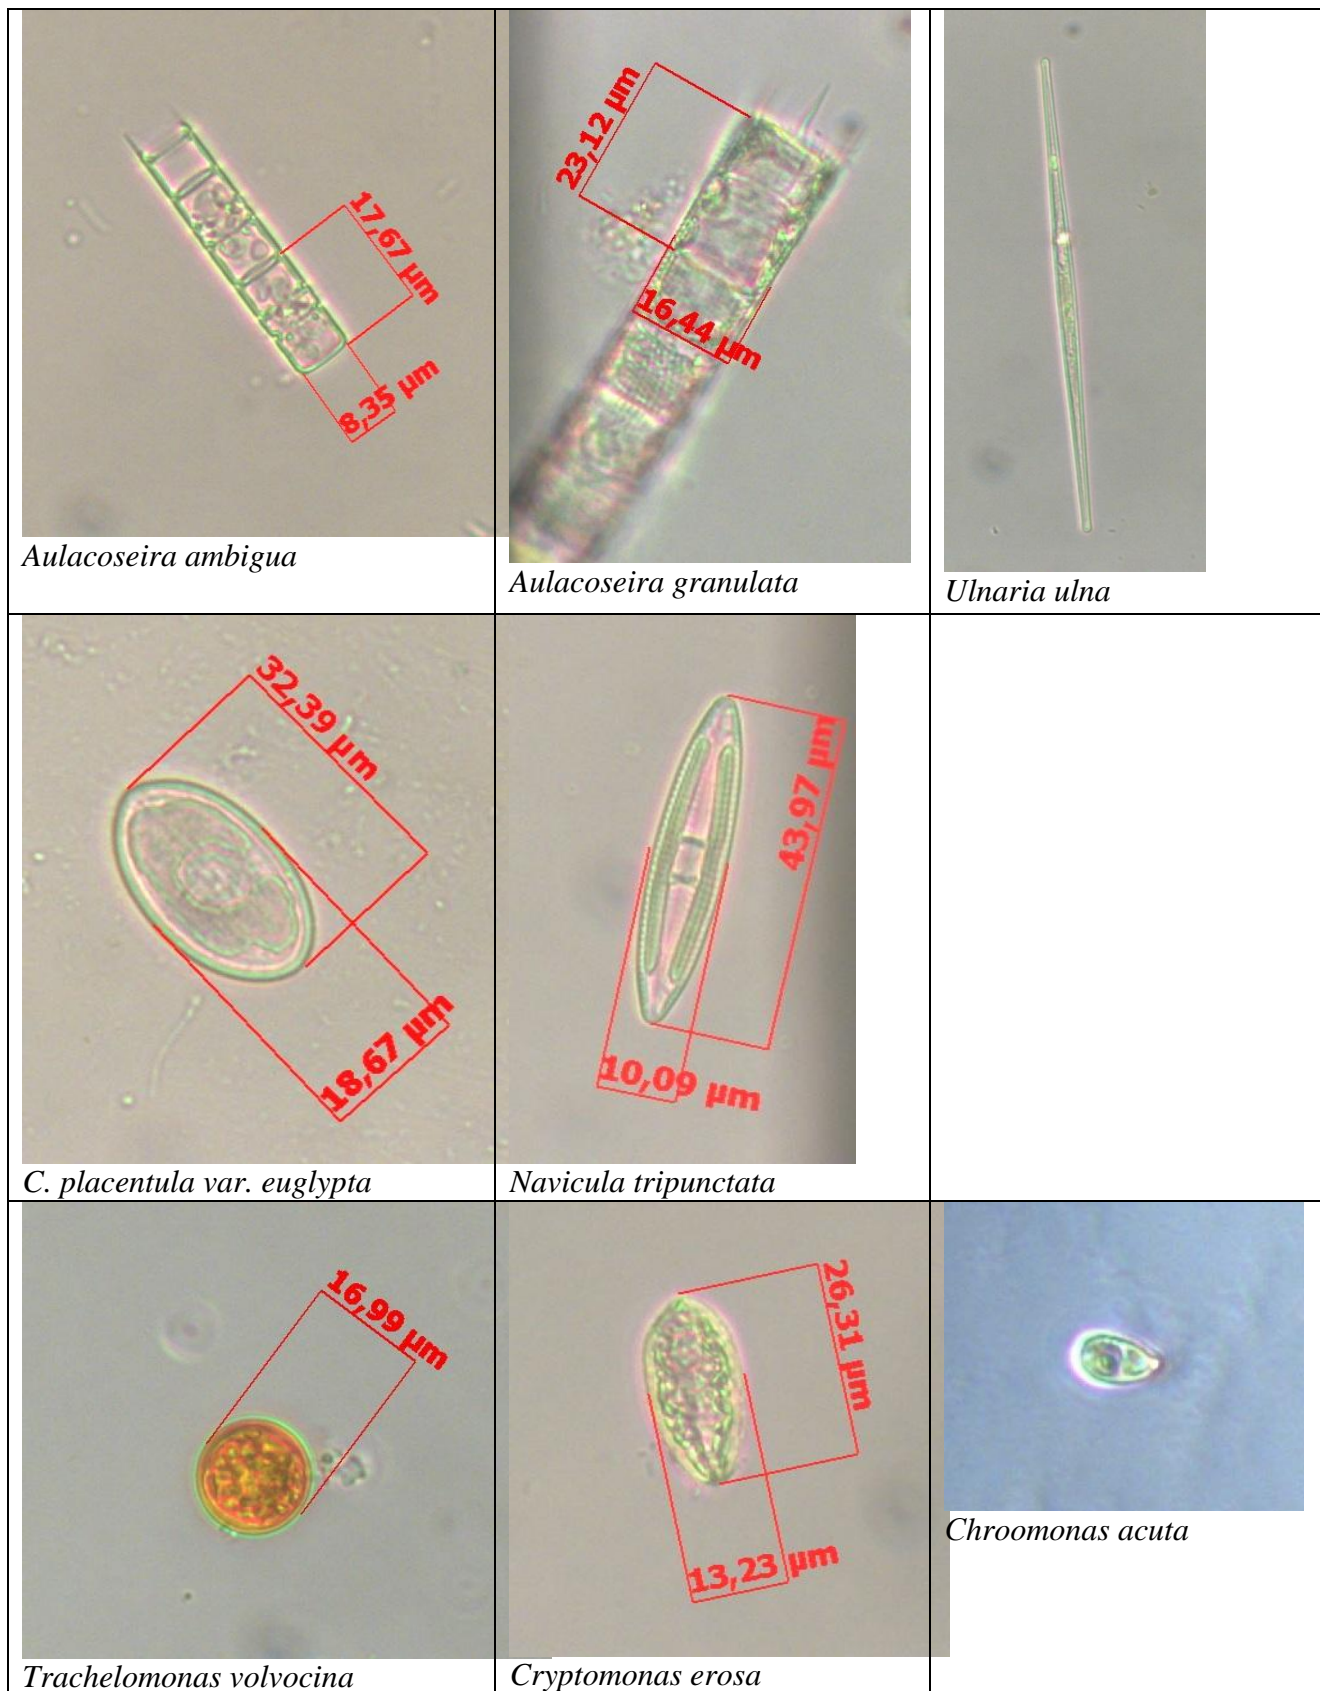 17,67 µm
8,35 µm
Aulacoseira ambigua
23,12 µm
16,44 µm
Aulacoseira granulata
Ulnaria ulna
32,39 µm
18,67 µm
C. placentula var. euglypta
43,97 µm
10,09 µm
Navicula tripunctata
16,99 µm
Trachelomonas volvocina
26,31 µm
13,23 µm
Cryptomonas erosa
Chroomonas acuta